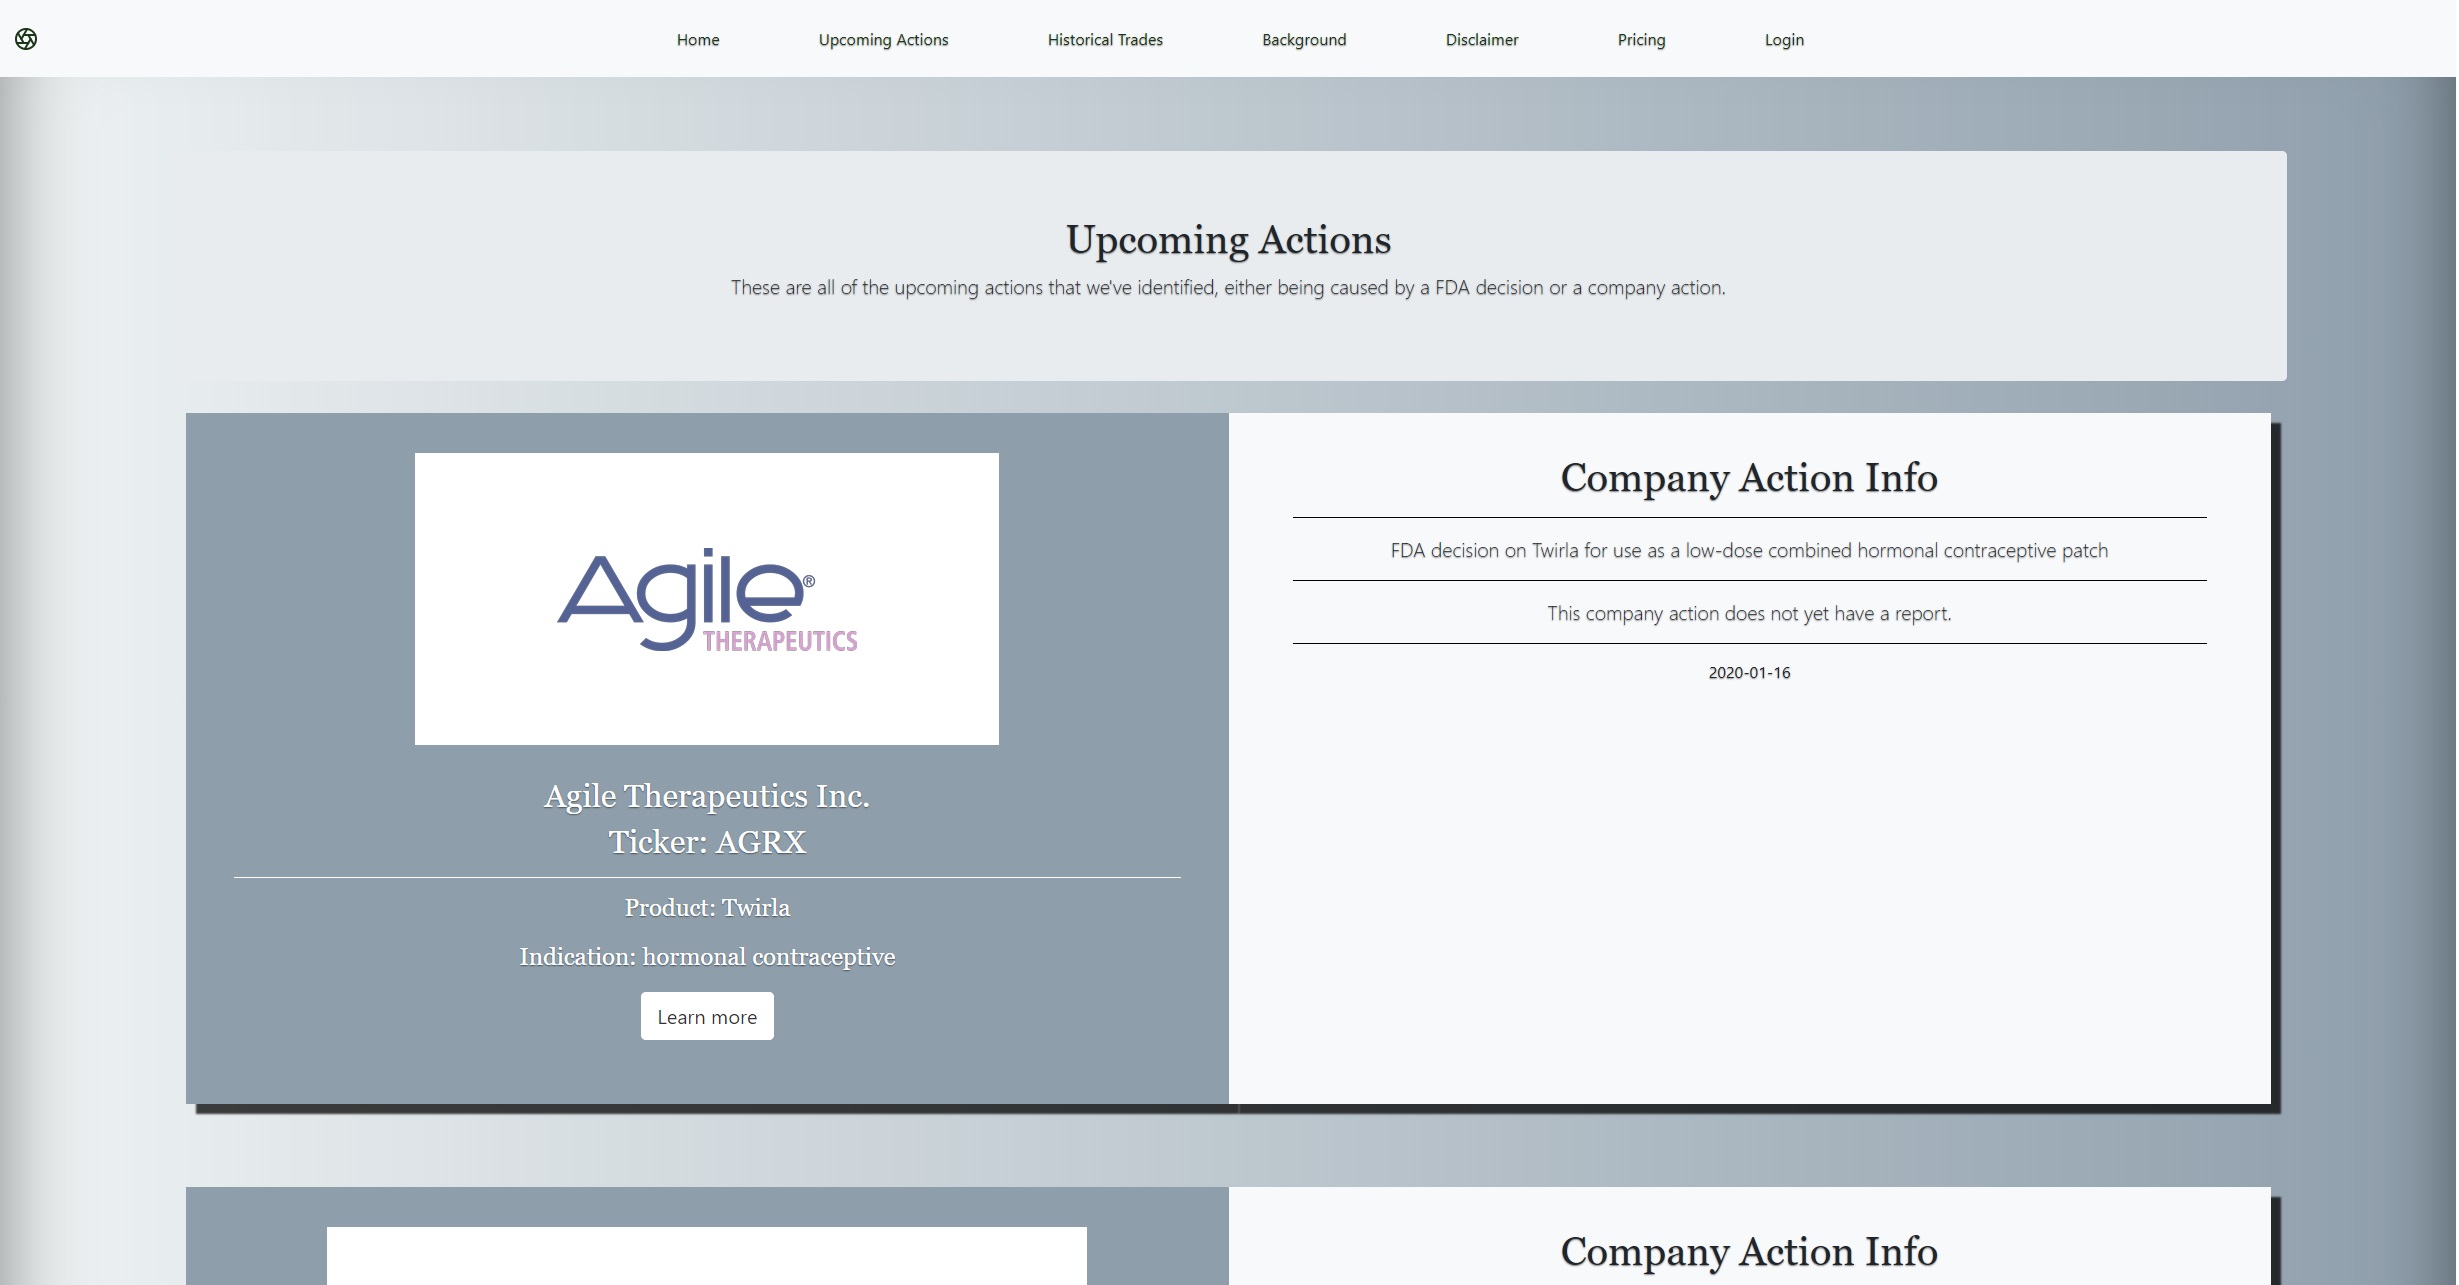 Home
Upcoming Actions
Historical Trades
Background
Disclaimer
Pricing
Login
Upcoming Actions
These are all of the upcoming actions that we've identified, either being caused by a FDA decision or a company action.
Agile®
THERAPEUTICS
Agile Therapeutics Inc.
Ticker: AGRX
Product: Twirla
Indication: hormonal contraceptive
Learn more
Company Action Info
FDA decision on Twirla for use as a low-dose combined hormonal contraceptive patch
This company action does not yet have a report.
2020-01-16
Company Action Info